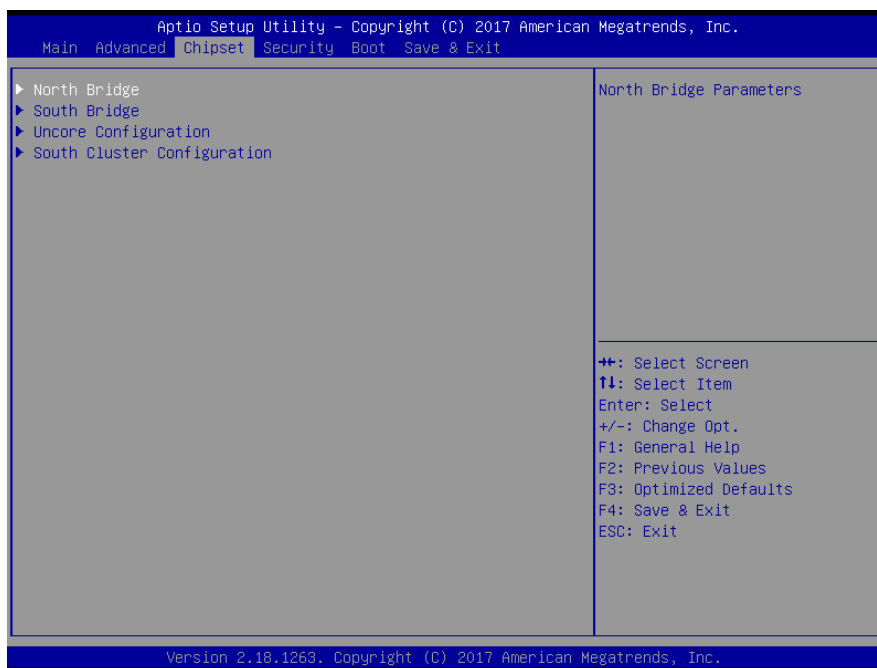 Aptio Setup Utility – Copyright (C) 2017 American Megatrends, Inc.
Main Advanced Chipset Security Boot Save & Exit
▶ North Bridge
▶ South Bridge
▶ Uncore Configuration
▶ South Cluster Configuration
North Bridge Parameters
→←: Select Screen
↑↓: Select Item
Enter: Select
+/-: Change Opt.
F1: General Help
F2: Previous Values
F3: Optimized Defaults
F4: Save & Exit
ESC: Exit
Version 2.18.1263. Copyright (C) 2017 American Megatrends, Inc.